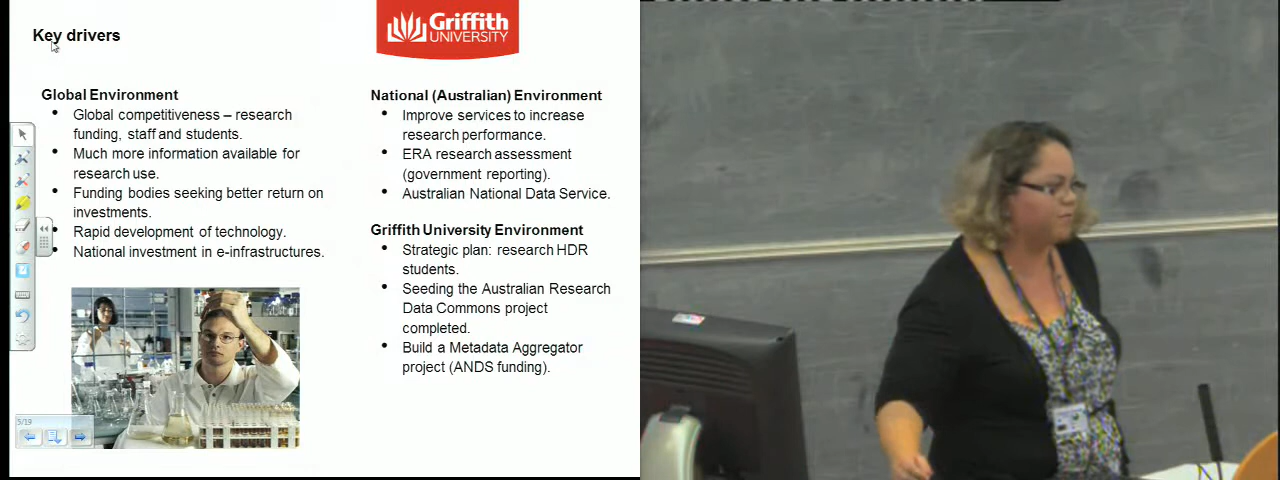 Key drivers
Griffith
UNIVERSITY
Global Environment
• Global competitiveness – research
funding, staff and students.
• Much more information available for
research use.
• Funding bodies seeking better return on
investments.
• Rapid development of technology.
• National investment in e-infrastructures.
National (Australian) Environment
• Improve services to increase
research performance.
• ERA research assessment
(government reporting).
• Australian National Data Service.
Griffith University Environment
• Strategic plan: research HDR
students.
• Seeding the Australian Research
Data Commons project
completed.
• Build a Metadata Aggregator
project (ANDS funding).
5/19